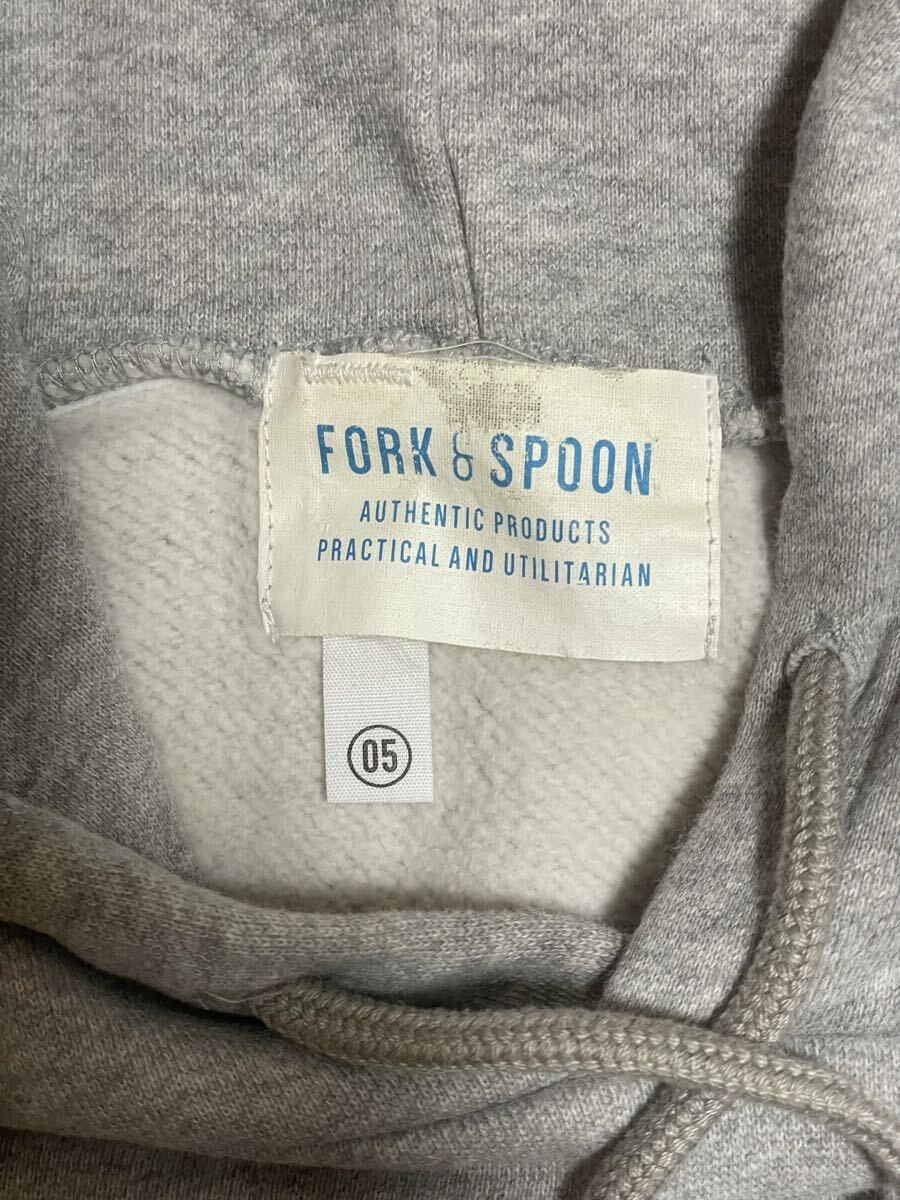 FORK & SPOON
AUTHENTIC PRODUCTS
PRACTICAL AND UTILITARIAN
05